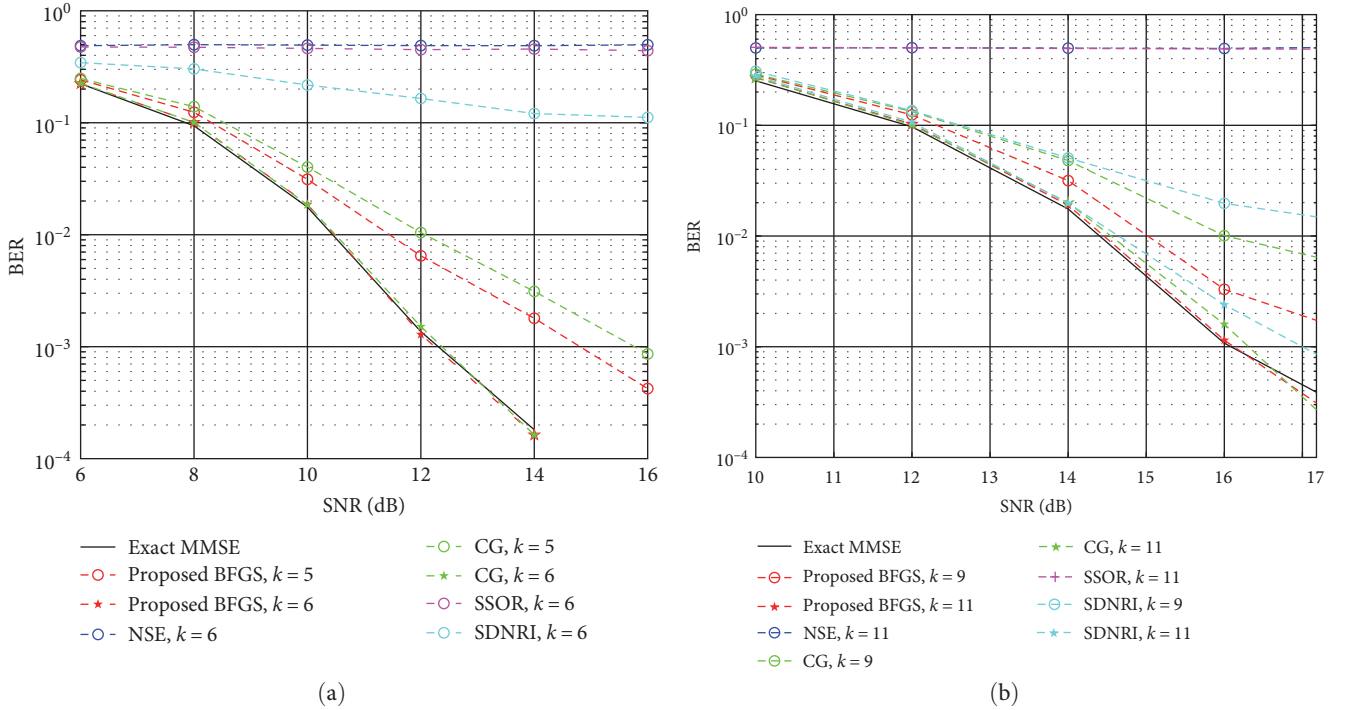 10^0
10^-1
10^-2
10^-3
10^-4
BER
6
8
10
12
14
16
SNR (dB)
Exact MMSE
Proposed BFGS, k = 5
Proposed BFGS, k = 6
NSE, k = 6
CG, k = 5
CG, k = 6
SSOR, k = 6
SDNRI, k = 6
(a)
10^0
10^-1
10^-2
10^-3
10^-4
BER
10
11
12
13
14
15
16
17
SNR (dB)
Exact MMSE
Proposed BFGS, k = 9
Proposed BFGS, k = 11
NSE, k = 11
CG, k = 9
CG, k = 11
SSOR, k = 11
SDNRI, k = 9
SDNRI, k = 11
(b)